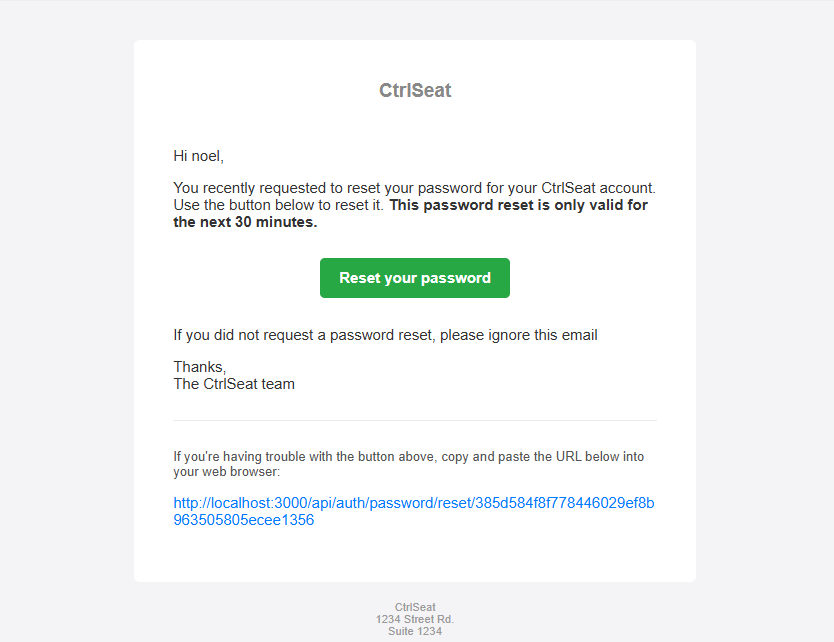 CtrlSeat
Hi noel,
You recently requested to reset your password for your CtrlSeat account.
Use the button below to reset it. This password reset is only valid for
the next 30 minutes.
Reset your password
If you did not request a password reset, please ignore this email
Thanks,
The CtrlSeat team
If you're having trouble with the button above, copy and paste the URL below into
your web browser:
http://localhost:3000/api/auth/password/reset/385d584f8f778446029ef8b
963505805ecee1356
CtrlSeat
1234 Street Rd.
Suite 1234